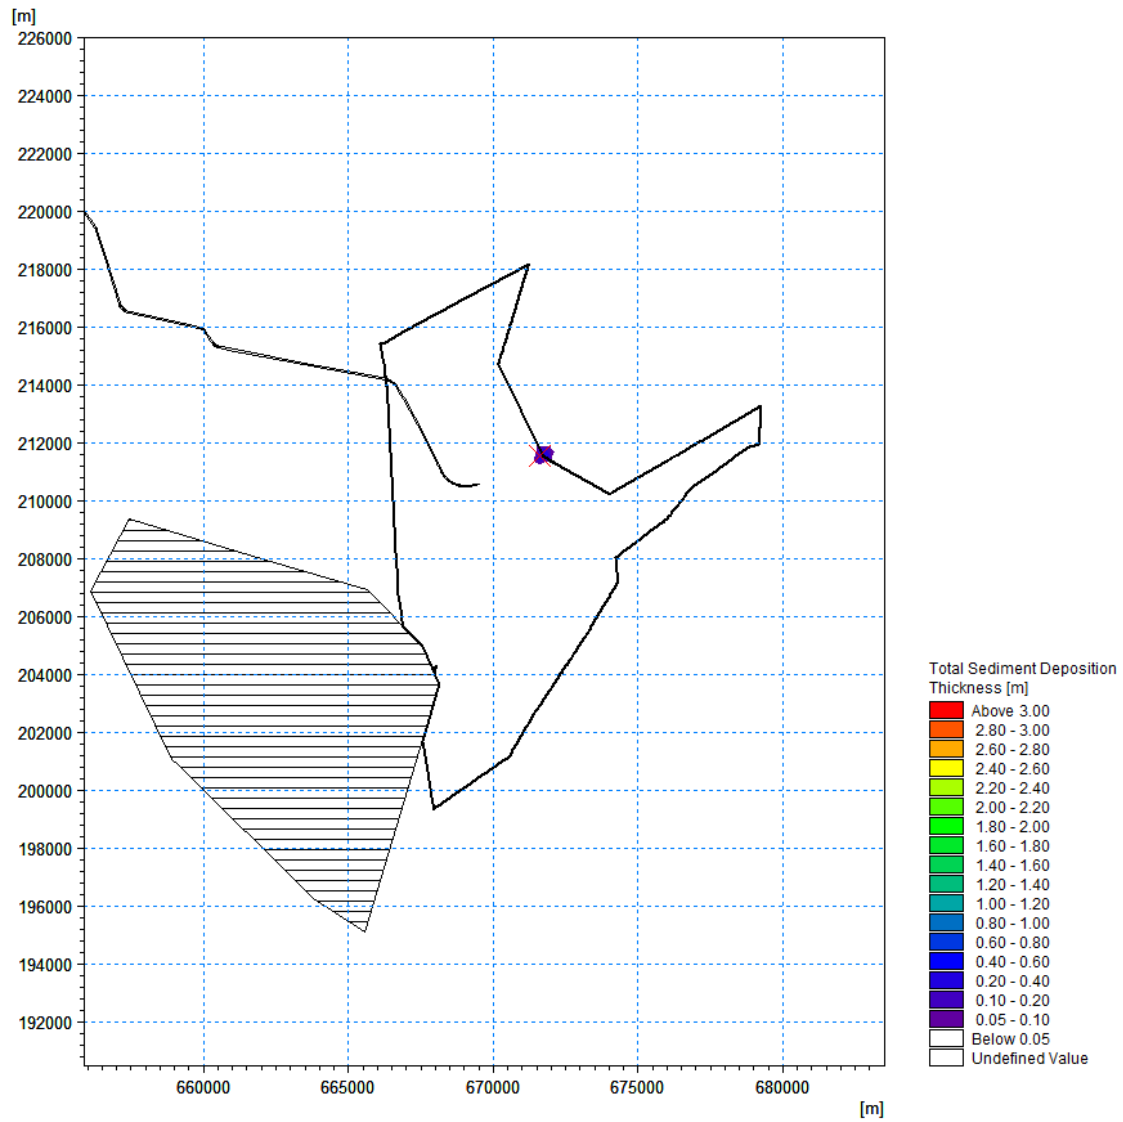 [m]
226000
224000
222000
220000
218000
216000
214000
212000
210000
208000
206000
204000
202000
200000
198000
196000
194000
192000
660000 665000 670000 675000 680000
[m]
Total Sediment Deposition
Thickness [m]
Above 3.00
2.80 - 3.00
2.60 - 2.80
2.40 - 2.60
2.20 - 2.40
2.00 - 2.20
1.80 - 2.00
1.60 - 1.80
1.40 - 1.60
1.20 - 1.40
1.00 - 1.20
0.80 - 1.00
0.60 - 0.80
0.40 - 0.60
0.20 - 0.40
0.10 - 0.20
0.05 - 0.10
Below 0.05
Undefined Value